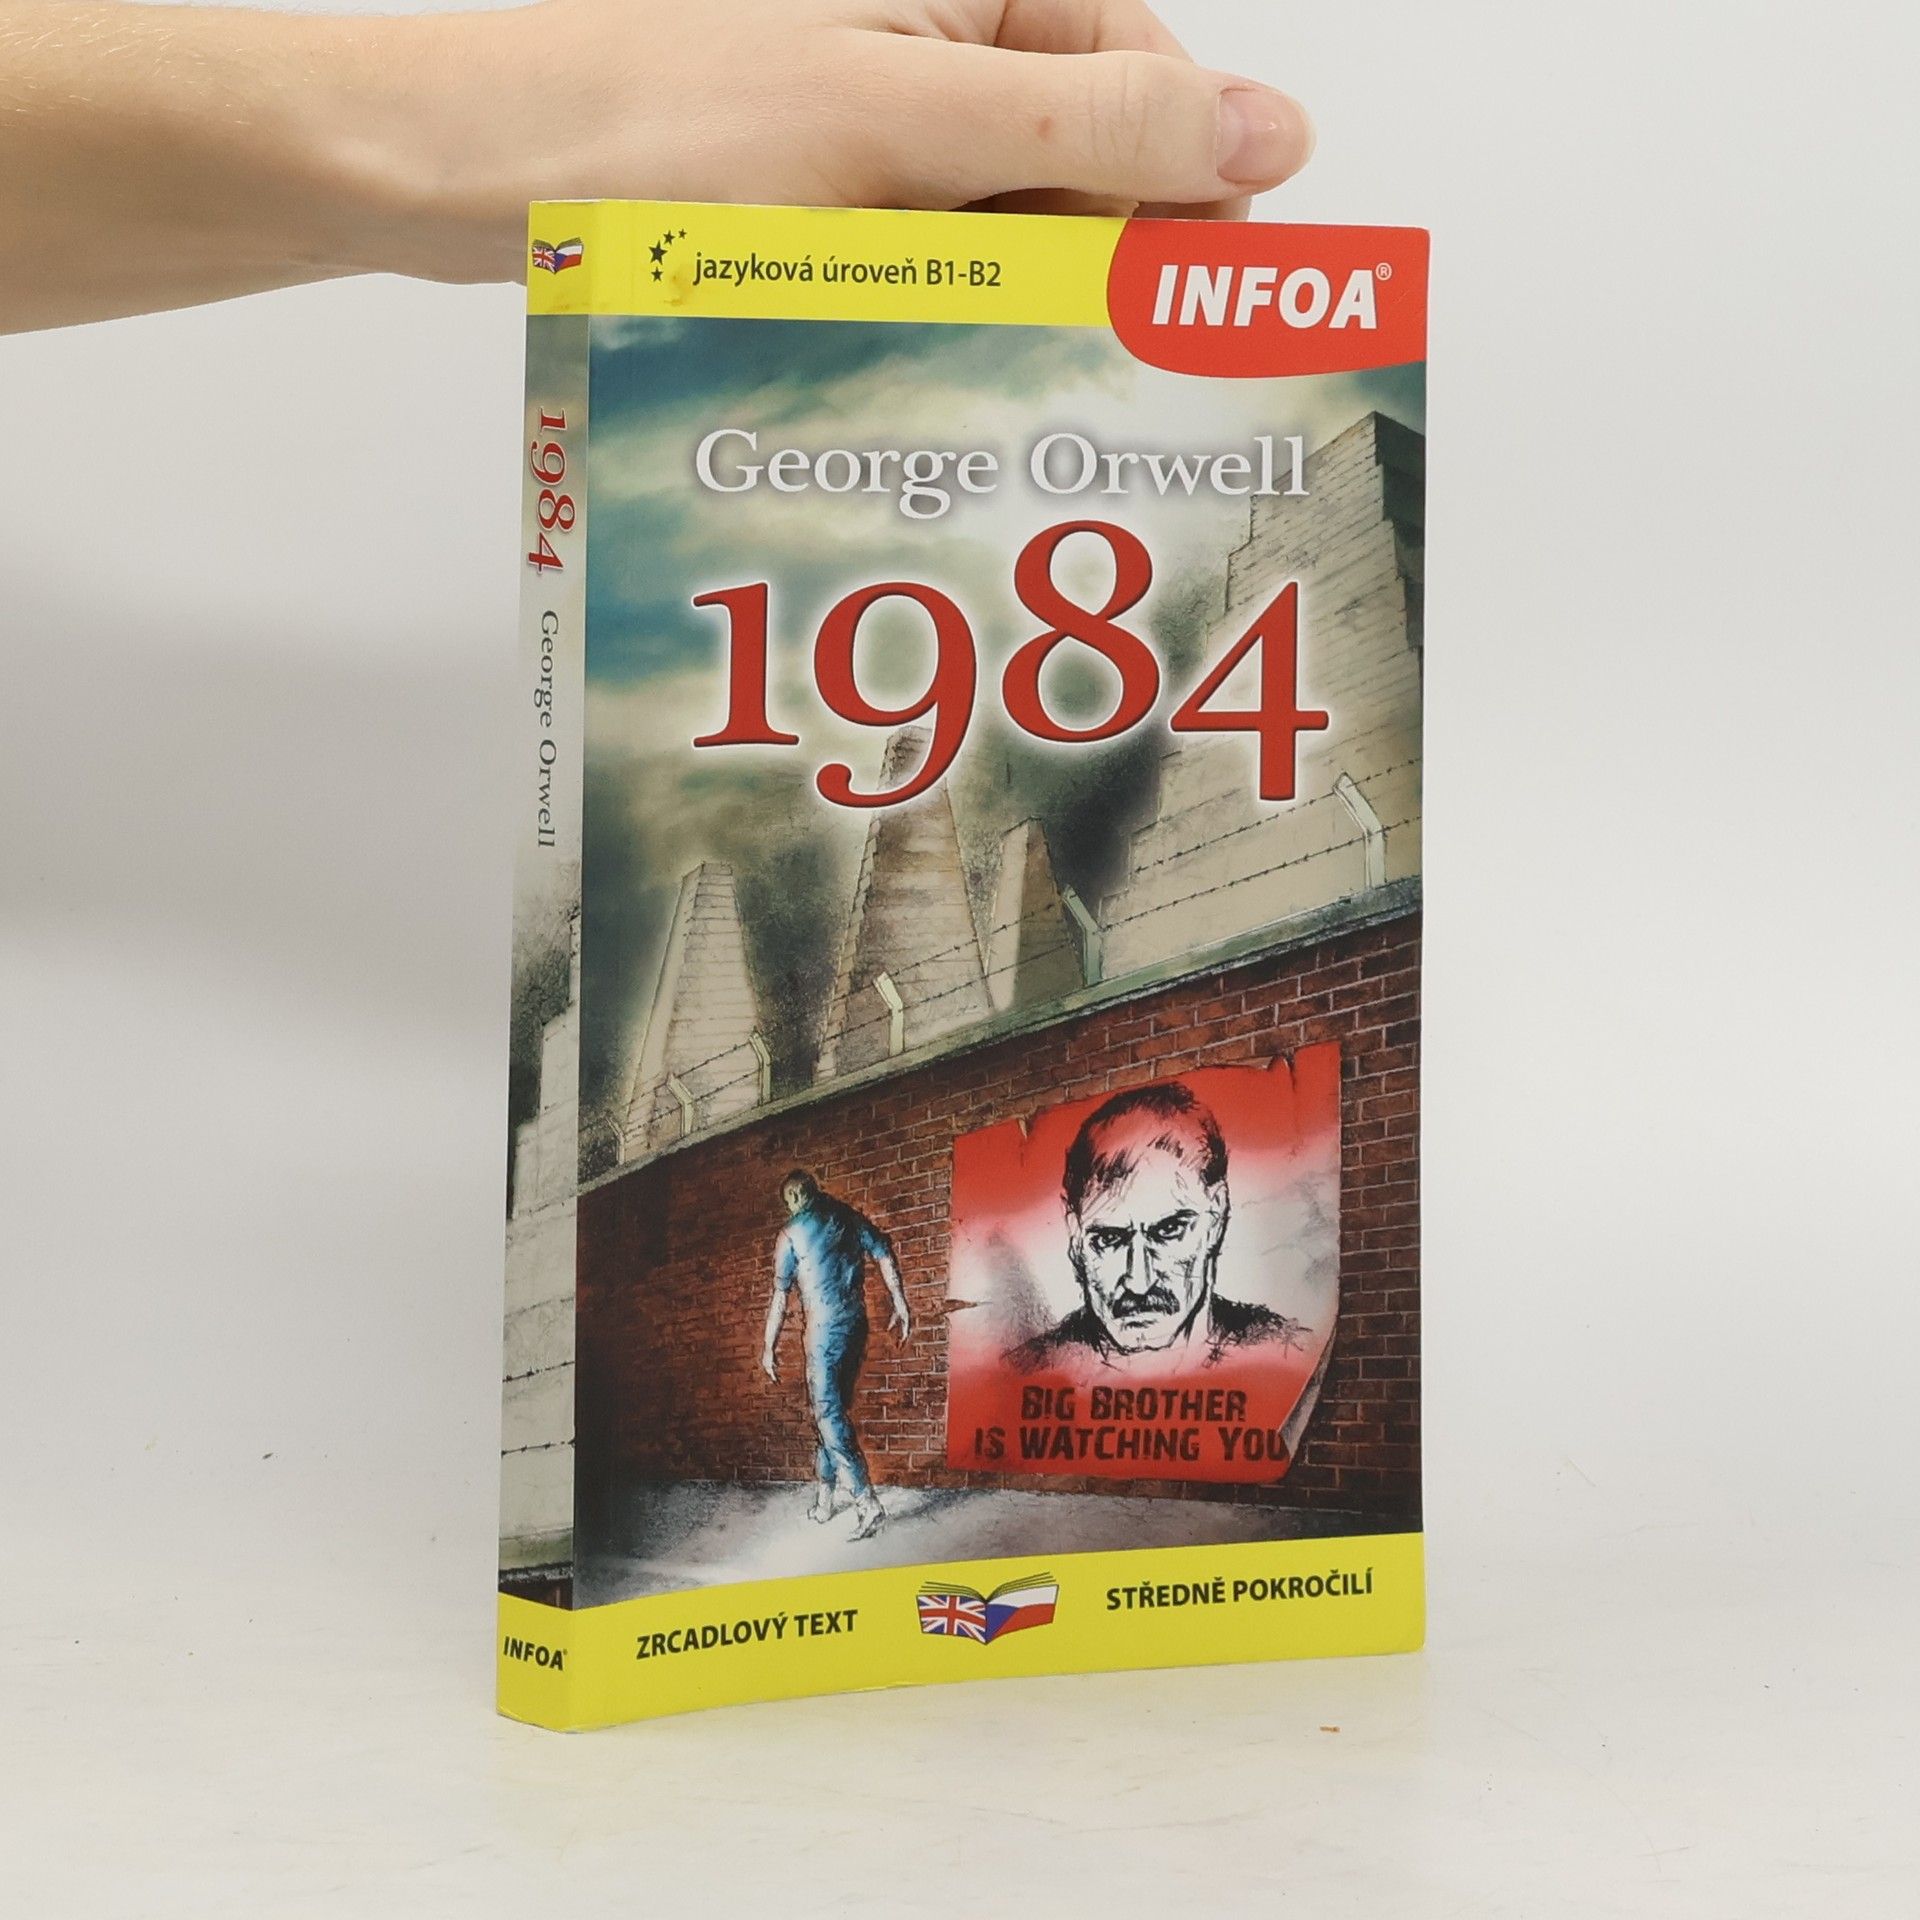 jazyková úroveň B1-B2
INFOA®
George Orwell
1984
BIG BROTHER
IS WATCHING YOU
ZRCADLOVÝ TEXT
STŘEDNĚ POKROČILÍ
1984 George Orwell
INFOA®